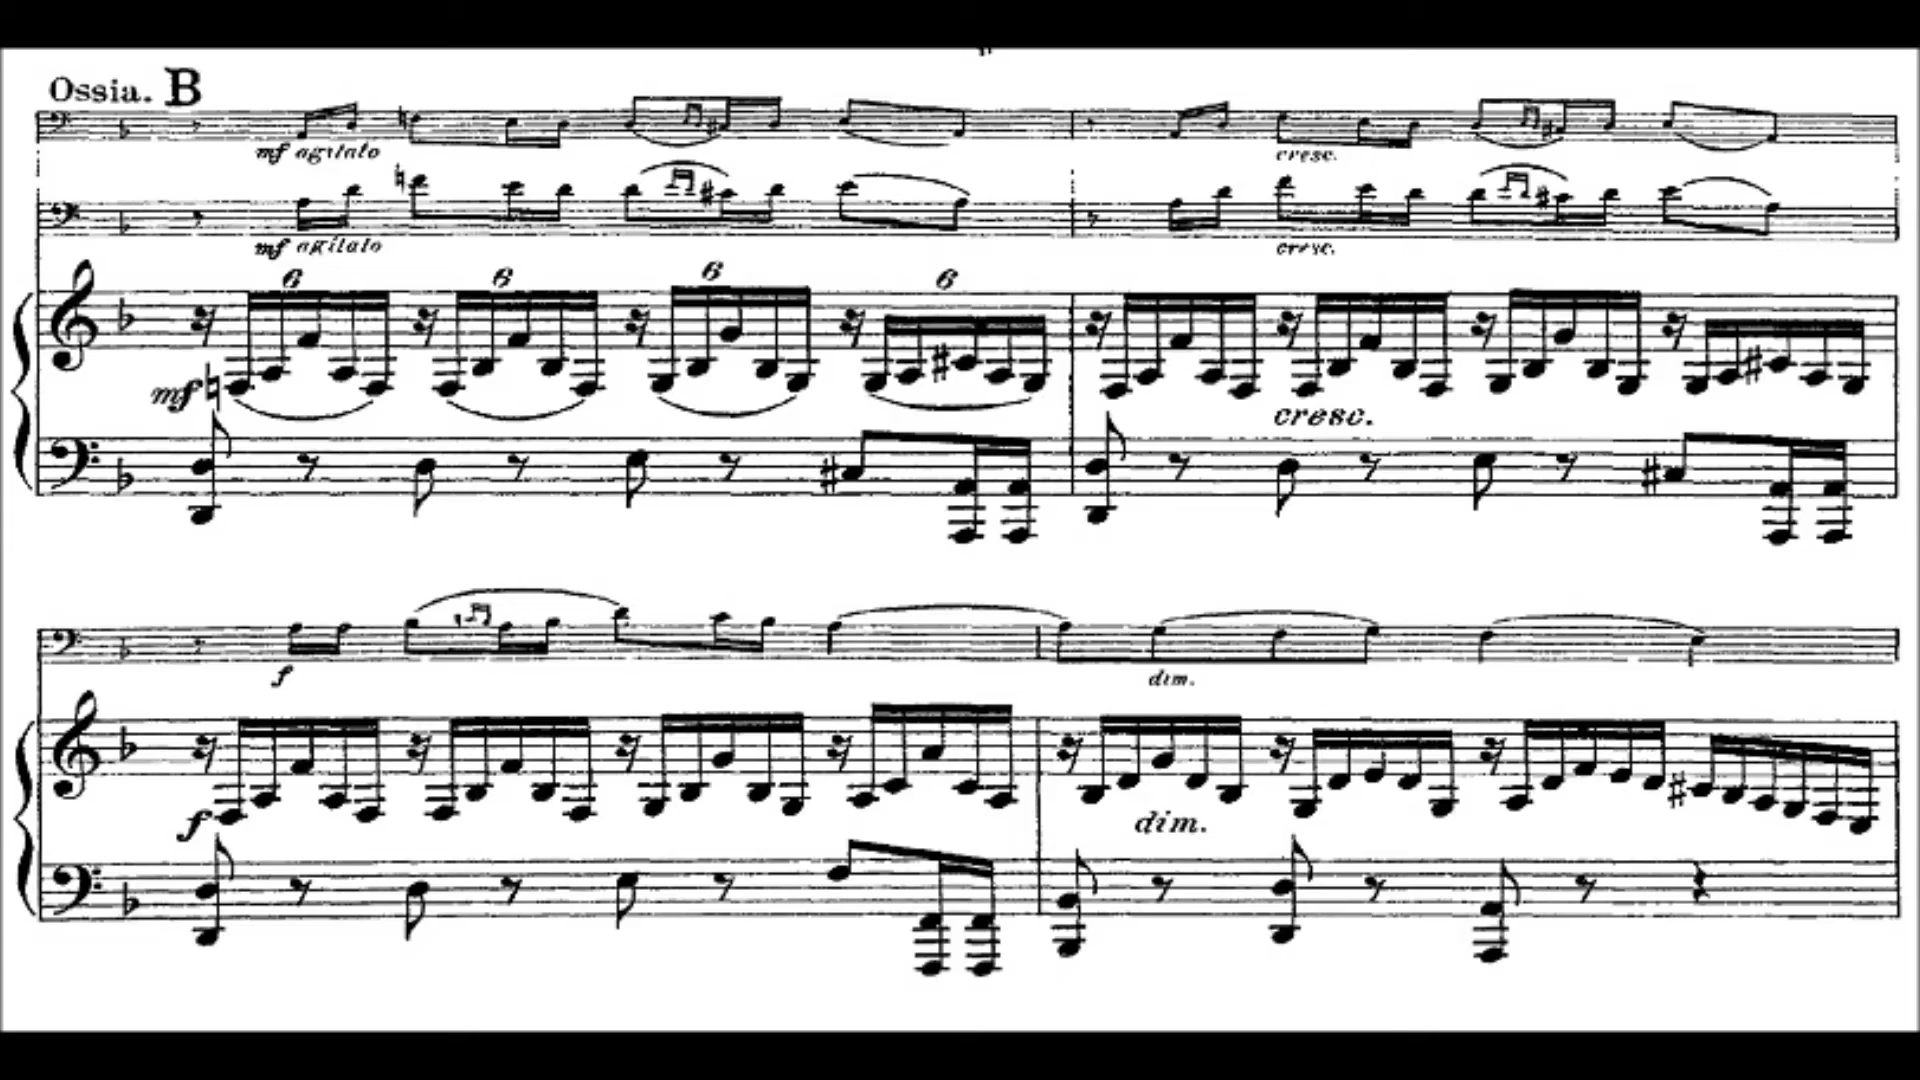 Ossia. B
mf agitato
cresc.
mf agitato
cresc.
6 6 6 6
mf
cresc.
f
dim.
f
dim.